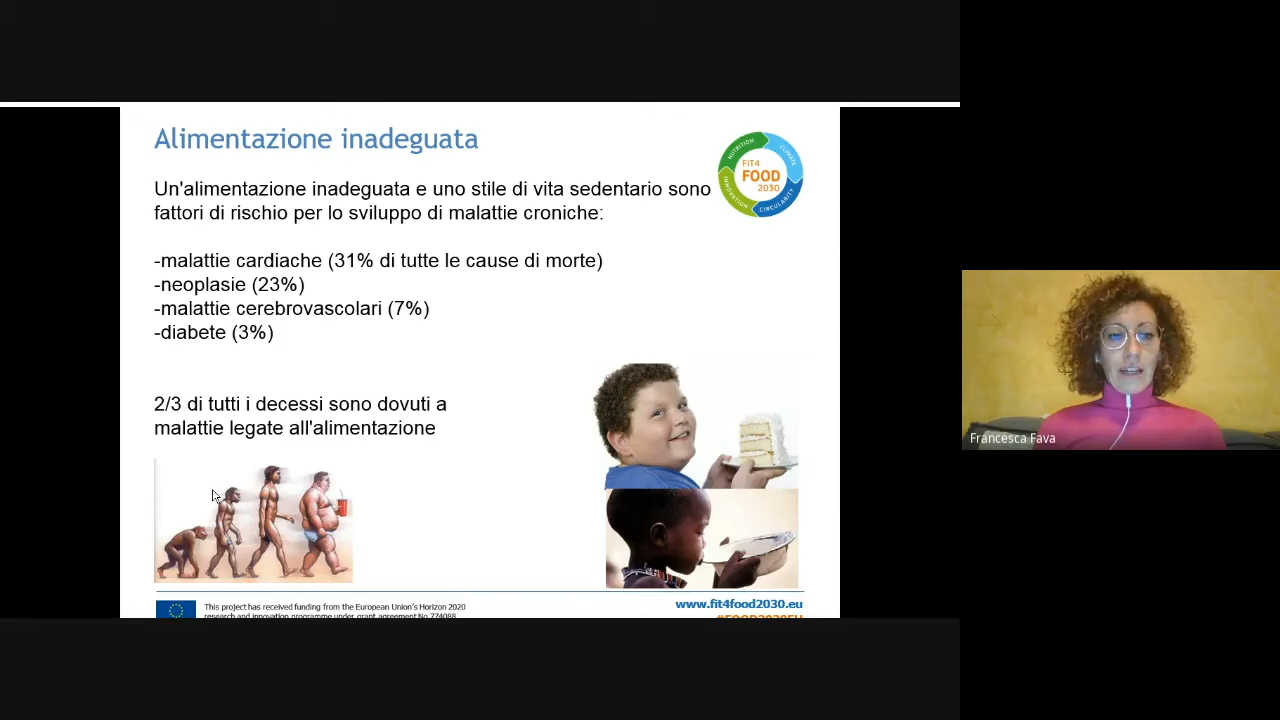 Alimentazione inadeguata
NUTRITION
CLIMATE
FIT4
FOOD
2030
INNOVATION
CIRCULARITY
Un'alimentazione inadeguata e uno stile di vita sedentario sono
fattori di rischio per lo sviluppo di malattie croniche:
-malattie cardiache (31% di tutte le cause di morte)
-neoplasie (23%)
-malattie cerebrovascolari (7%)
-diabete (3%)
2/3 di tutti i decessi sono dovuti a
malattie legate all'alimentazione
Francesca Fava
This project has received funding from the European Union's Horizon 2020
research and innovation programme under grant agreement No 774088
www.fit4food2030.eu
#FOOD2030EU